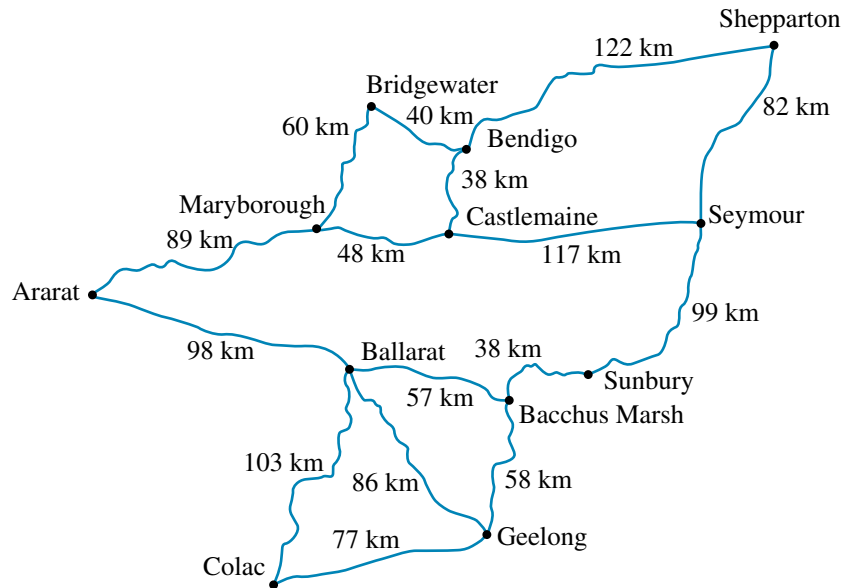 Shepparton
122 km
Bridgewater
82 km
60 km
40 km
Bendigo
38 km
Maryborough
Castlemaine
Seymour
89 km
48 km
117 km
Ararat
99 km
98 km
Ballarat
38 km
Sunbury
57 km
Bacchus Marsh
103 km
86 km
58 km
77 km
Geelong
Colac